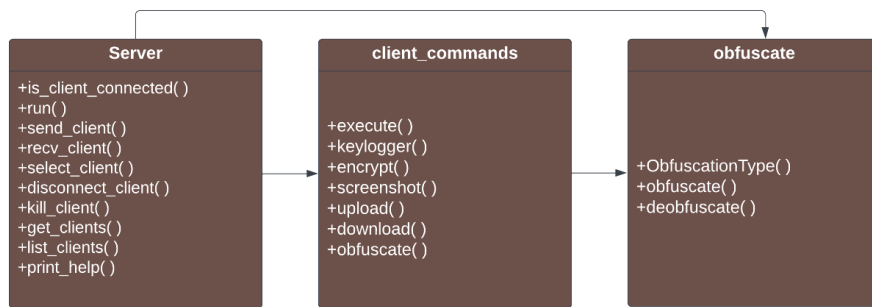 Server
+is_client_connected( )
+run( )
+send_client( )
+recv_client( )
+select_client( )
+disconnect_client( )
+kill_client( )
+get_clients( )
+list_clients( )
+print_help( )
client_commands
+execute( )
+keylogger( )
+encrypt( )
+screenshot( )
+upload( )
+download( )
+obfuscate( )
obfuscate
+ObfuscationType( )
+obfuscate( )
+deobfuscate( )